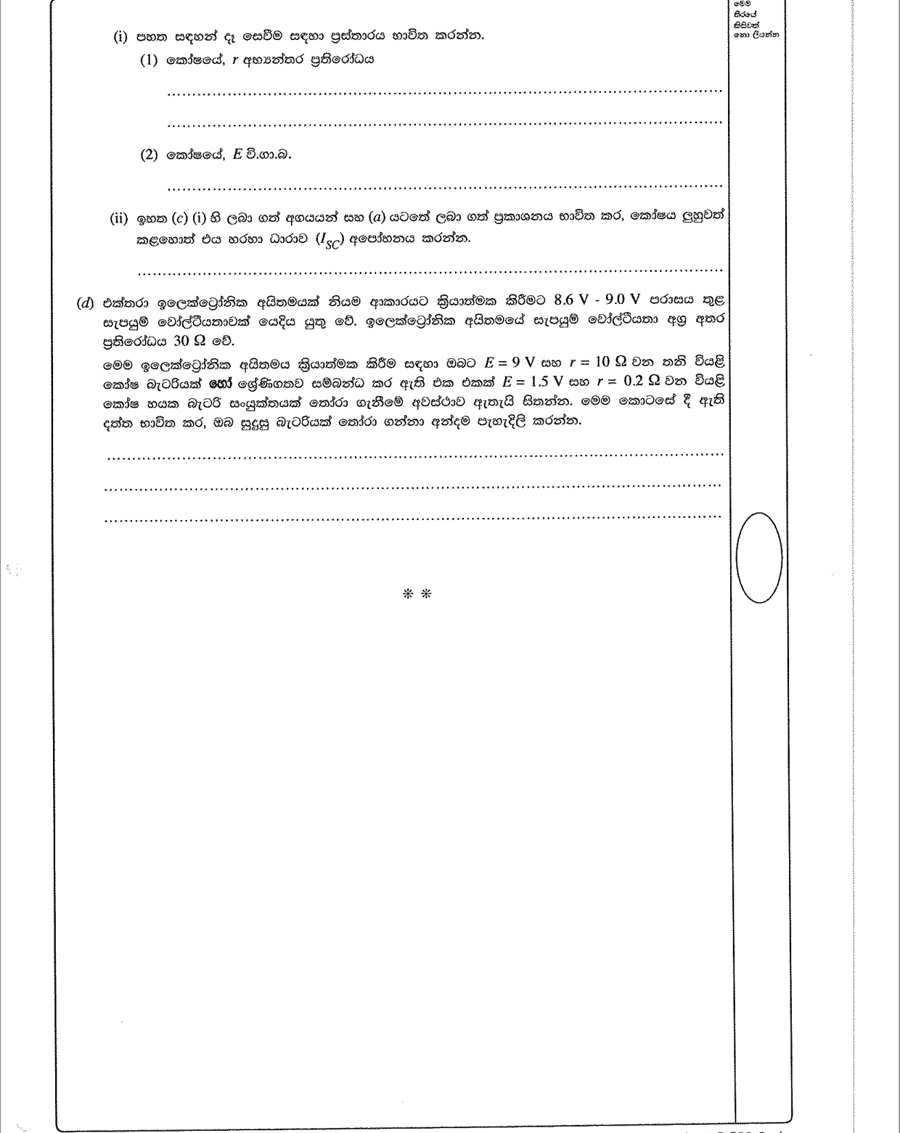 මෙම
තීරයේ
කිසිවක්
නො ලියන්න
(i) පහත සඳහන් දෑ සෙවීම සඳහා ප්‍රස්තාරය භාවිත කරන්න.
(1) කෝෂයේ, r අභ්‍යන්තර ප්‍රතිරෝධය
(2) කෝෂයේ, E වි.ගා.බ.
(ii) ඉහත (c) (i) හි ලබා ගත් අගයයන් සහ (a) යටතේ ලබා ගත් ප්‍රකාශනය භාවිත කර, කෝෂය ලුහුවත්
කළහොත් එය හරහා ධාරාව (I_SC) අපෝහනය කරන්න.
(d) එක්තරා ඉලෙක්ට්‍රෝනික අයිතමයක් නියම ආකාරයට ක්‍රියාත්මක කිරීමට 8.6 V - 9.0 V පරාසය තුළ
සැපයුම් වෝල්ටීයතාවක් යෙදිය යුතු වේ. ඉලෙක්ට්‍රෝනික අයිතමයේ සැපයුම් වෝල්ටීයතා අග්‍ර අතර
ප්‍රතිරෝධය 30 Ω වේ.
මෙම ඉලෙක්ට්‍රෝනික අයිතමය ක්‍රියාත්මක කිරීම සඳහා ඔබට E = 9 V සහ r = 10 Ω වන තනි වියළි
කෝෂ බැටරියක් හෝ ශ්‍රේණිගතව සම්බන්ධ කර ඇති එක එකක් E = 1.5 V සහ r = 0.2 Ω වන වියළි
කෝෂ හයක බැටරි සංයුක්තයක් තෝරා ගැනීමේ අවස්ථාව ඇතැයි සිතන්න. මෙම කොටසේ දී ඇති
දත්ත භාවිත කර, ඔබ සුදුසු බැටරියක් තෝරා ගන්නා අන්දම පැහැදිලි කරන්න.
※ ※